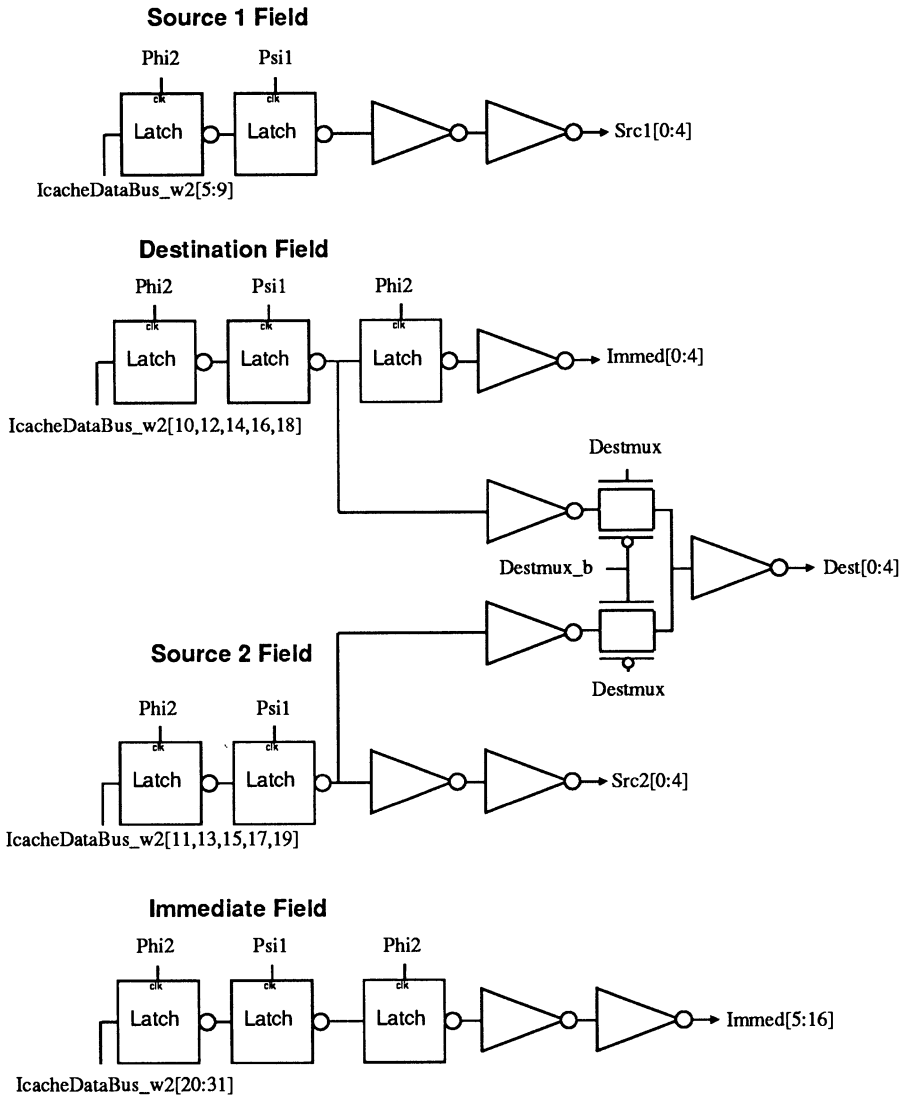 Source 1 Field
Phi2 Psi1
clk clk
Latch Latch Src1[0:4]
IcacheDataBus_w2[5:9]
Destination Field
Phi2 Psi1 Phi2
clk clk clk
Latch Latch Latch Immed[0:4]
IcacheDataBus_w2[10,12,14,16,18]
Destmux
Destmux_b Dest[0:4]
Source 2 Field
Destmux
Phi2 Psi1
clk clk
Latch Latch Src2[0:4]
IcacheDataBus_w2[11,13,15,17,19]
Immediate Field
Phi2 Psi1 Phi2
clk clk clk
Latch Latch Latch Immed[5:16]
IcacheDataBus_w2[20:31]